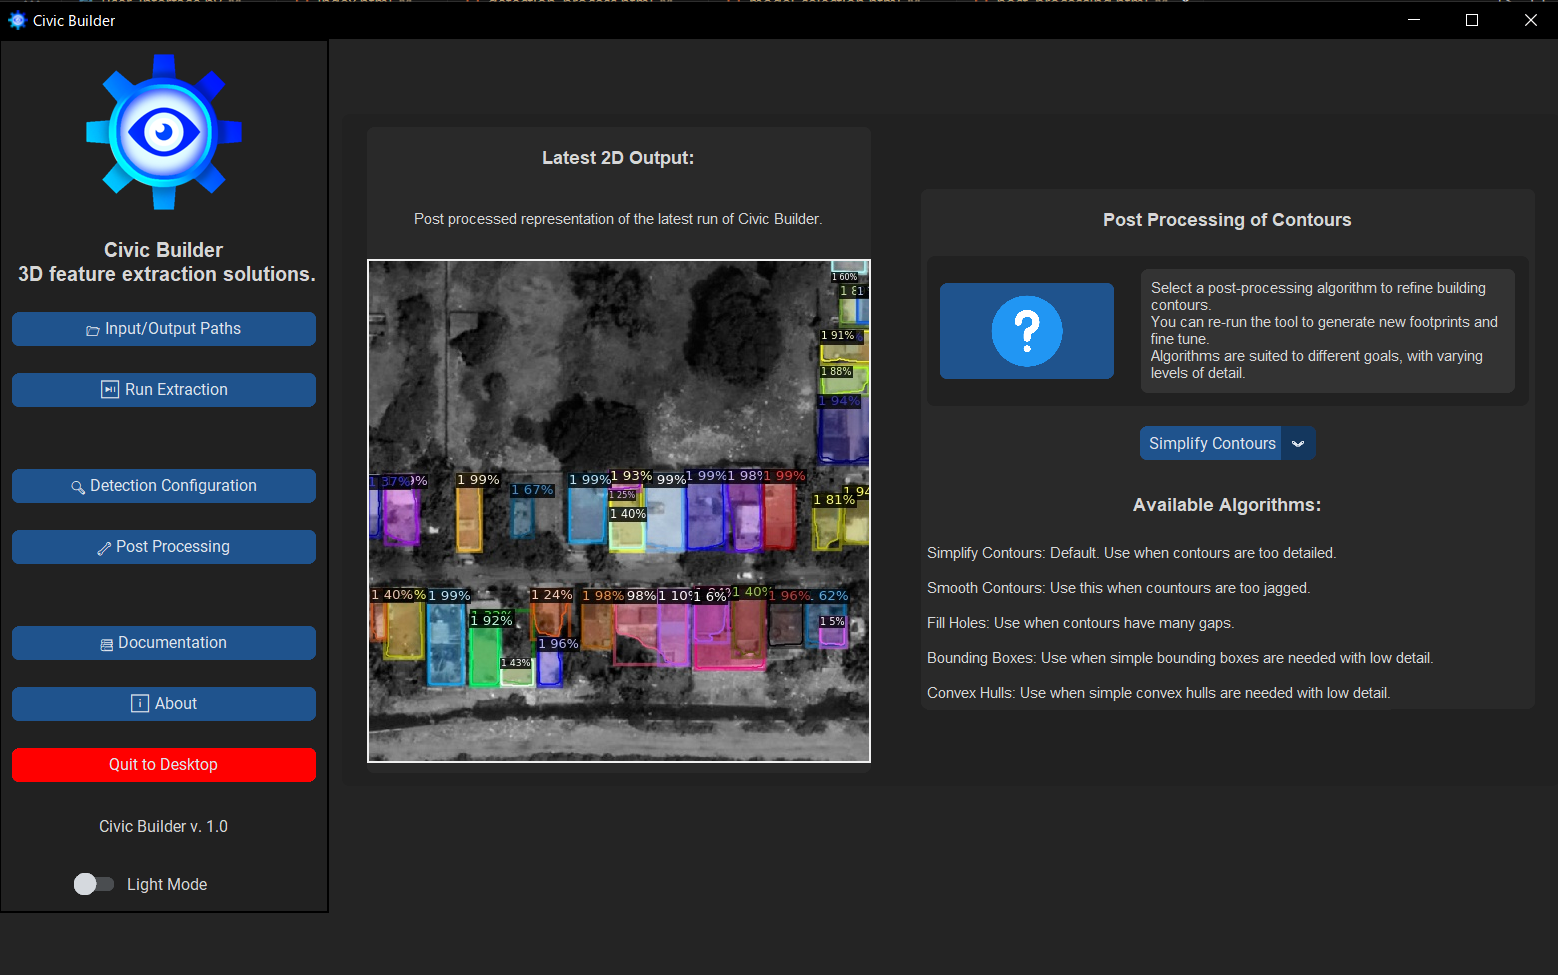 Civic Builder
Civic Builder
3D feature extraction solutions.
Input/Output Paths
Run Extraction
Detection Configuration
Post Processing
Documentation
About
Quit to Desktop
Civic Builder v. 1.0
Light Mode
Latest 2D Output:
Post processed representation of the latest run of Civic Builder.
1 60%
1 91%
1 88%
1 94%
1 99%
1 67%
1 99%
1 93%
99%
1 99%
1 98%
1 99%
1 25%
1 40%
1 81%
1 94
1 40%
1 99%
1 92%
1 24%
1 96%
1 43%
1 98%
98%
1 10%
1 6%
1 40%
1 96%
62%
1 5%
Post Processing of Contours
Select a post-processing algorithm to refine building
contours.
You can re-run the tool to generate new footprints and
fine tune.
Algorithms are suited to different goals, with varying
levels of detail.
Simplify Contours
Available Algorithms:
Simplify Contours: Default. Use when contours are too detailed.
Smooth Contours: Use this when countours are too jagged.
Fill Holes: Use when contours have many gaps.
Bounding Boxes: Use when simple bounding boxes are needed with low detail.
Convex Hulls: Use when simple convex hulls are needed with low detail.